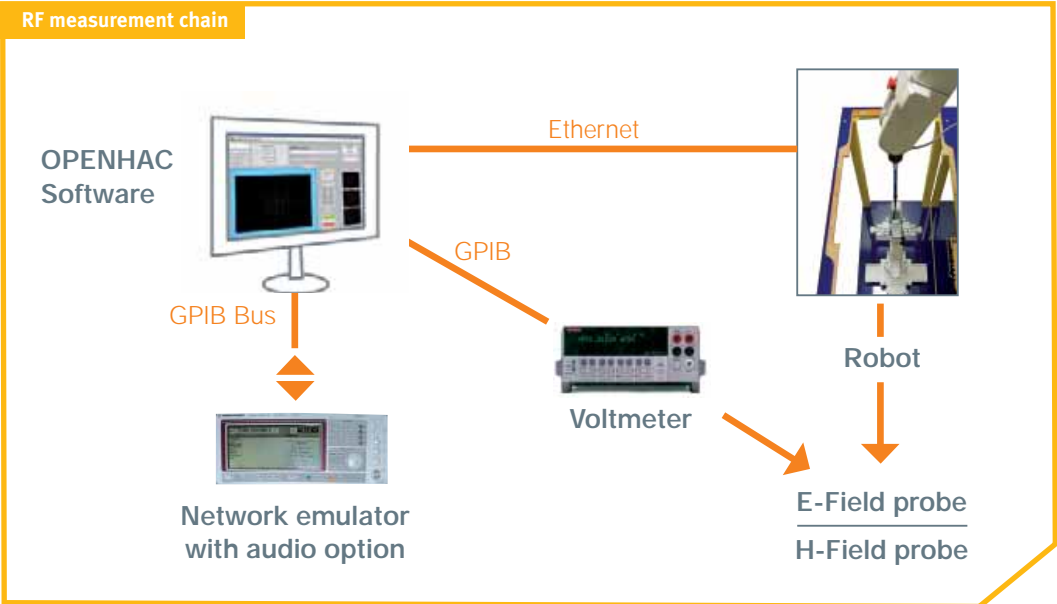 RF measurement chain
OPENHAC
Software
Ethernet
GPIB
GPIB Bus
Voltmeter
Robot
Network emulator
with audio option
E-Field probe
H-Field probe